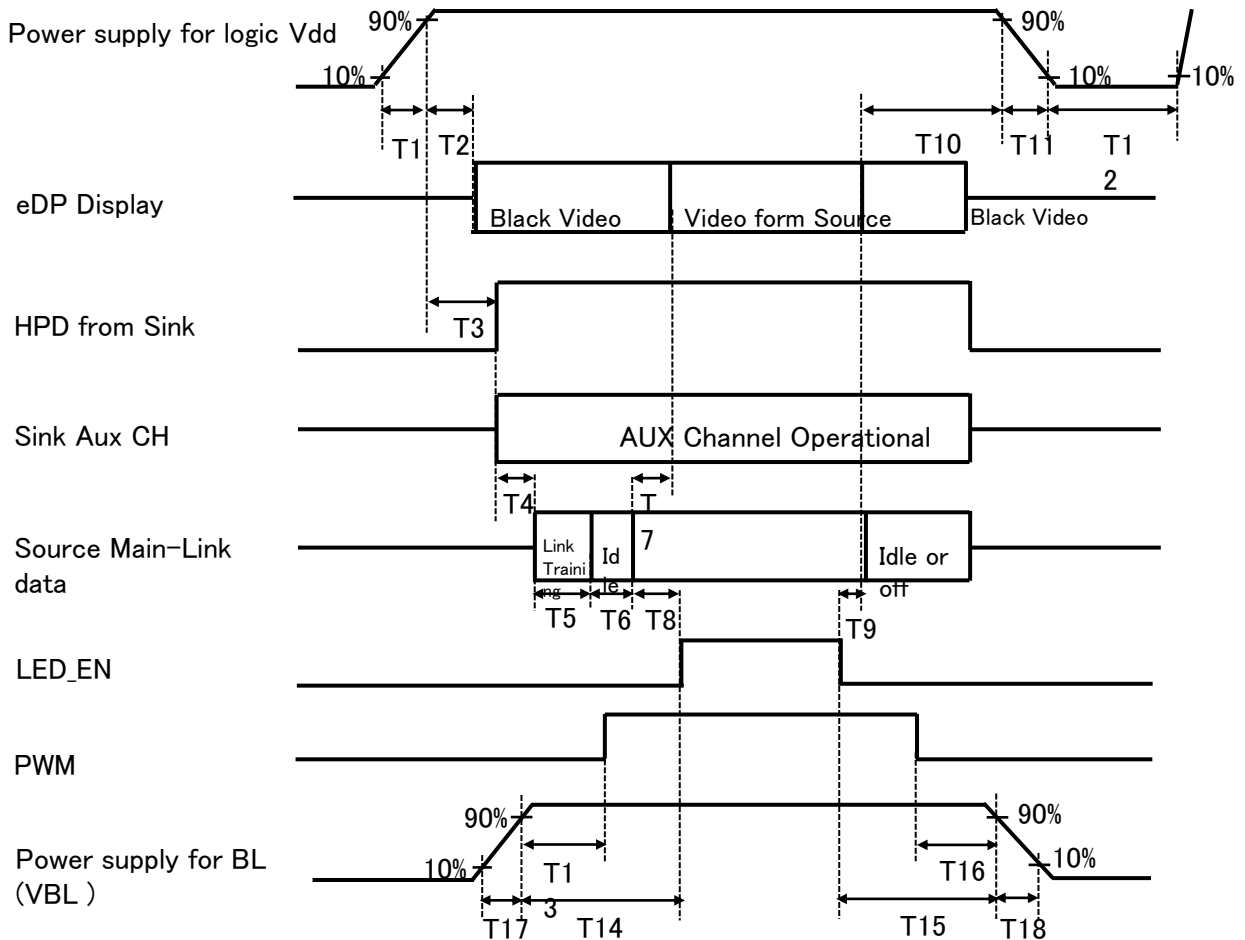 90%
90%
Power supply for logic Vdd
10%
10%
10%
T1
T2
T10
T11
T1
2
eDP Display
Black Video
Video form Source
Black Video
HPD from Sink
T3
Sink Aux CH
AUX Channel Operational
T4
T
7
Source Main-Link
data
Link
Traini
ng
Id
le
Idle or
off
T5
T6
T8
T9
LED_EN
PWM
90%
90%
Power supply for BL
(VBL )
10%
10%
T1
3
T16
T17
T14
T15
T18